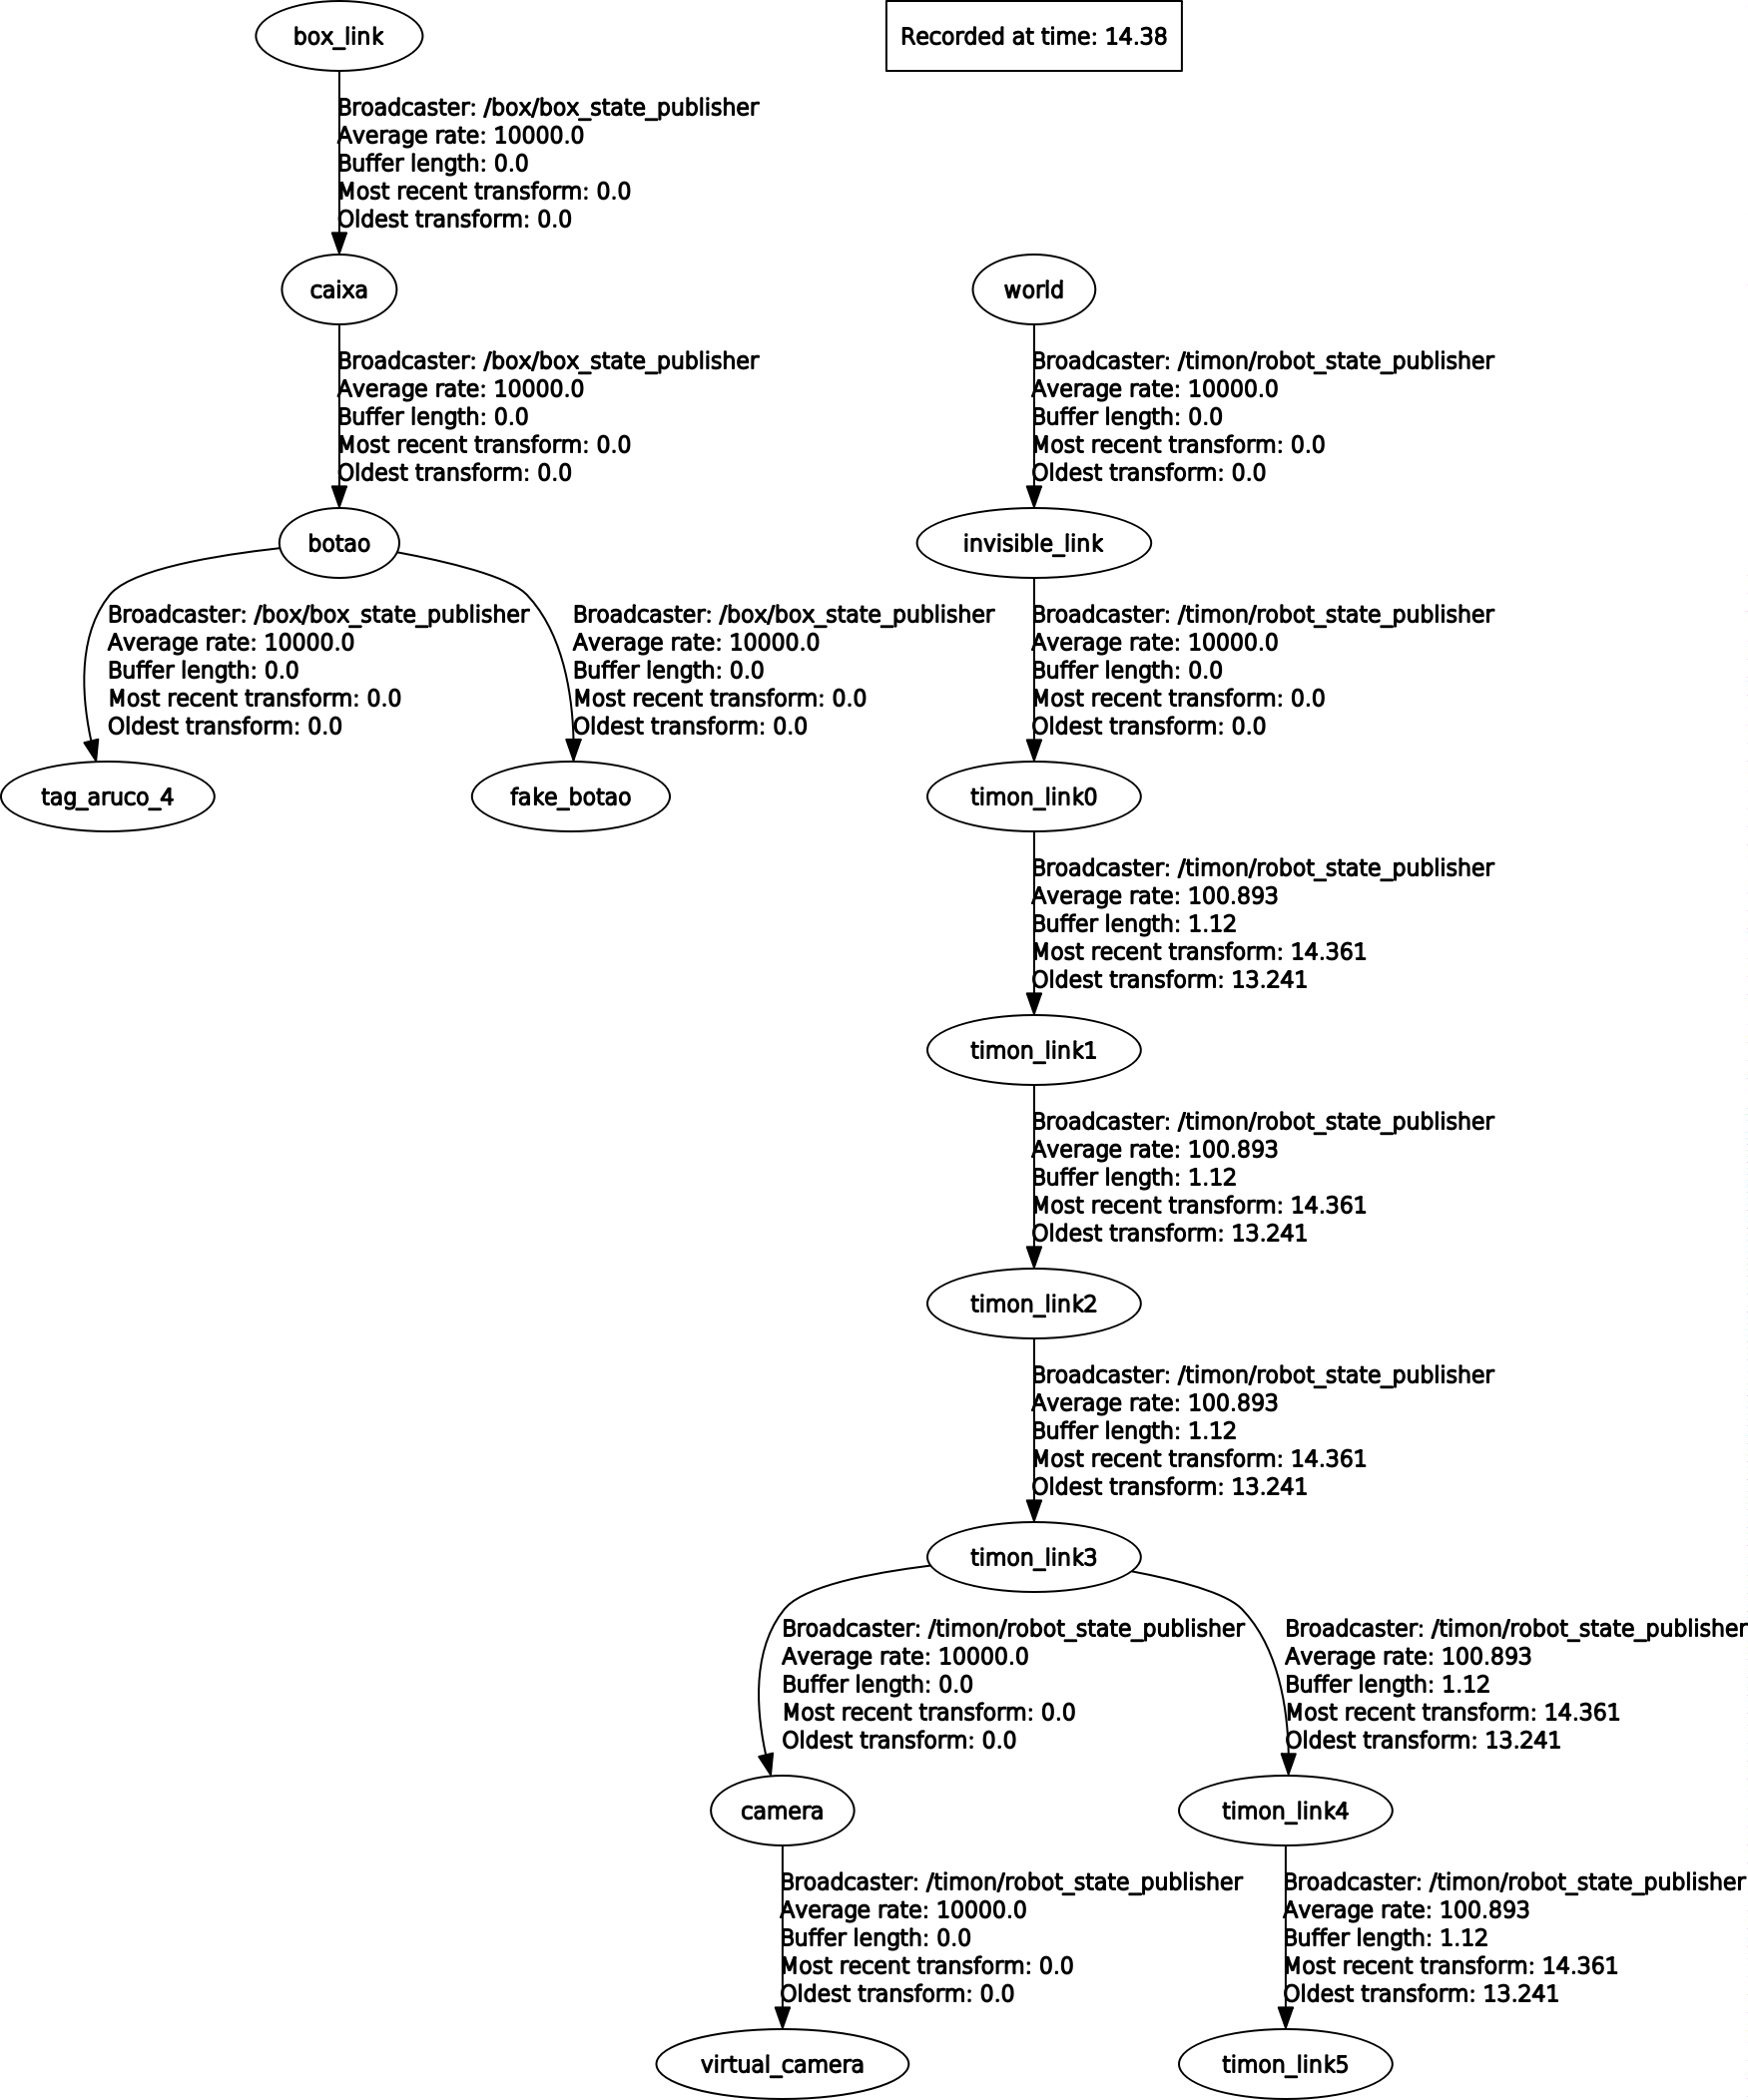 box_link
Recorded at time: 14.38
Broadcaster: /box/box_state_publisher
Average rate: 10000.0
Buffer length: 0.0
Most recent transform: 0.0
Oldest transform: 0.0
caixa
world
Broadcaster: /box/box_state_publisher
Average rate: 10000.0
Buffer length: 0.0
Most recent transform: 0.0
Oldest transform: 0.0
Broadcaster: /timon/robot_state_publisher
Average rate: 10000.0
Buffer length: 0.0
Most recent transform: 0.0
Oldest transform: 0.0
botao
invisible_link
Broadcaster: /box/box_state_publisher
Average rate: 10000.0
Buffer length: 0.0
Most recent transform: 0.0
Oldest transform: 0.0
Broadcaster: /box/box_state_publisher
Average rate: 10000.0
Buffer length: 0.0
Most recent transform: 0.0
Oldest transform: 0.0
Broadcaster: /timon/robot_state_publisher
Average rate: 10000.0
Buffer length: 0.0
Most recent transform: 0.0
Oldest transform: 0.0
tag_aruco_4
fake_botao
timon_link0
Broadcaster: /timon/robot_state_publisher
Average rate: 100.893
Buffer length: 1.12
Most recent transform: 14.361
Oldest transform: 13.241
timon_link1
Broadcaster: /timon/robot_state_publisher
Average rate: 100.893
Buffer length: 1.12
Most recent transform: 14.361
Oldest transform: 13.241
timon_link2
Broadcaster: /timon/robot_state_publisher
Average rate: 100.893
Buffer length: 1.12
Most recent transform: 14.361
Oldest transform: 13.241
timon_link3
Broadcaster: /timon/robot_state_publisher
Average rate: 10000.0
Buffer length: 0.0
Most recent transform: 0.0
Oldest transform: 0.0
Broadcaster: /timon/robot_state_publisher
Average rate: 100.893
Buffer length: 1.12
Most recent transform: 14.361
Oldest transform: 13.241
camera
timon_link4
Broadcaster: /timon/robot_state_publisher
Average rate: 10000.0
Buffer length: 0.0
Most recent transform: 0.0
Oldest transform: 0.0
Broadcaster: /timon/robot_state_publisher
Average rate: 100.893
Buffer length: 1.12
Most recent transform: 14.361
Oldest transform: 13.241
virtual_camera
timon_link5